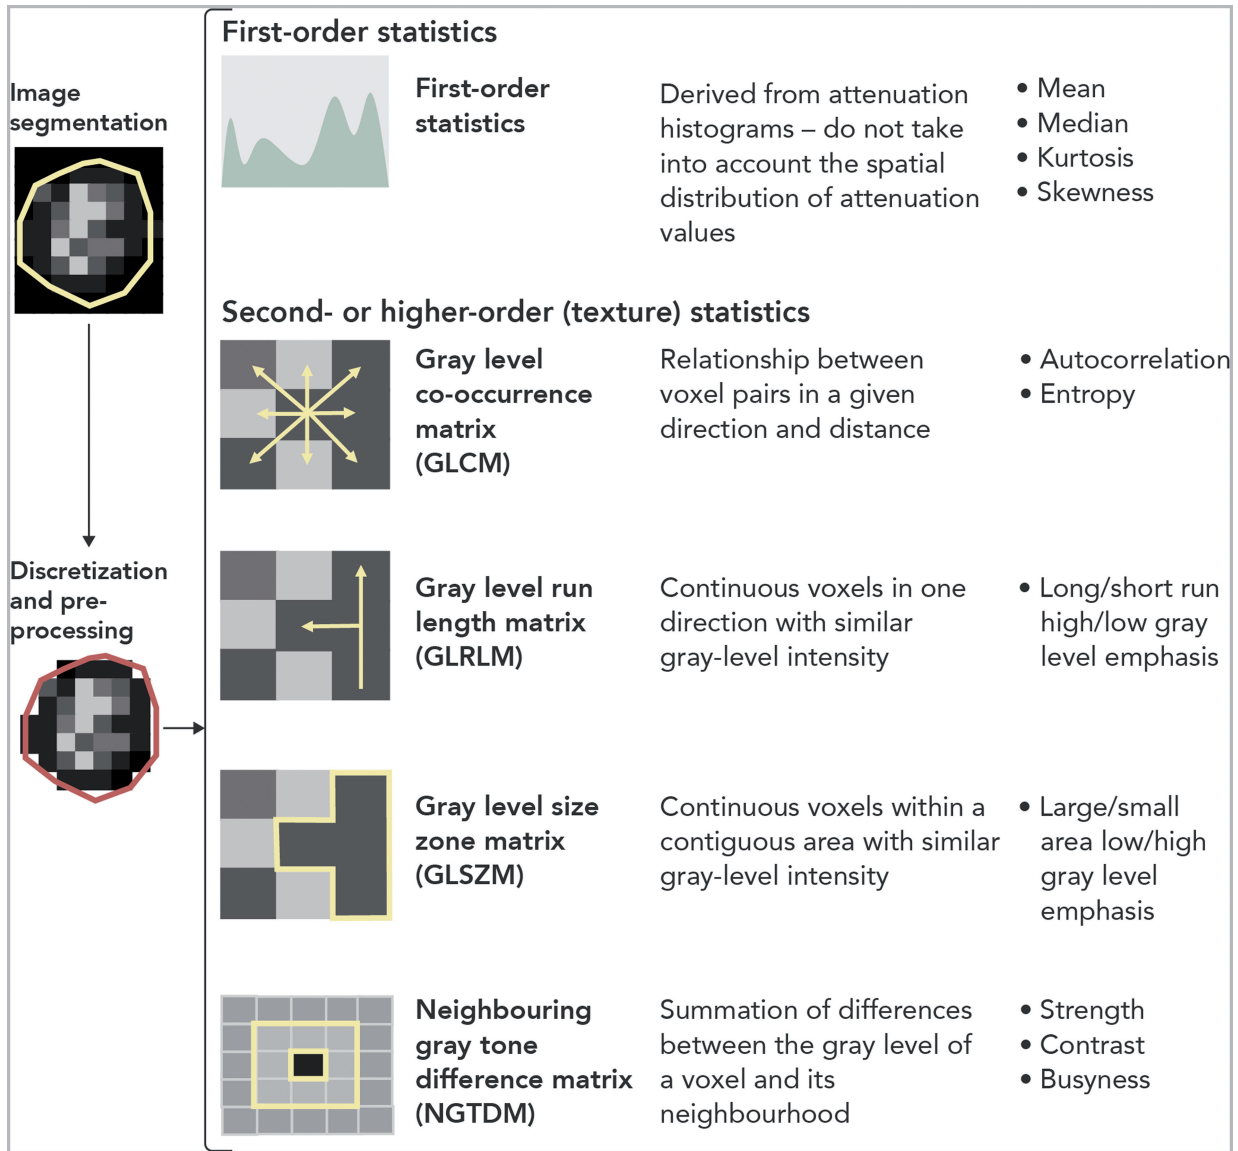 First-order statistics
Image
segmentation
First-order
statistics
Derived from attenuation
histograms – do not take
into account the spatial
distribution of attenuation
values
• Mean
• Median
• Kurtosis
• Skewness
Second- or higher-order (texture) statistics
Gray level
co-occurrence
matrix
(GLCM)
Relationship between
voxel pairs in a given
direction and distance
• Autocorrelation
• Entropy
Discretization
and pre-
processing
Gray level run
length matrix
(GLRLM)
Continuous voxels in one
direction with similar
gray-level intensity
• Long/short run
high/low gray
level emphasis
Gray level size
zone matrix
(GLSZM)
Continuous voxels within a
contiguous area with similar
gray-level intensity
• Large/small
area low/high
gray level
emphasis
Neighbouring
gray tone
difference matrix
(NGTDM)
Summation of differences
between the gray level of
a voxel and its
neighbourhood
• Strength
• Contrast
• Busyness